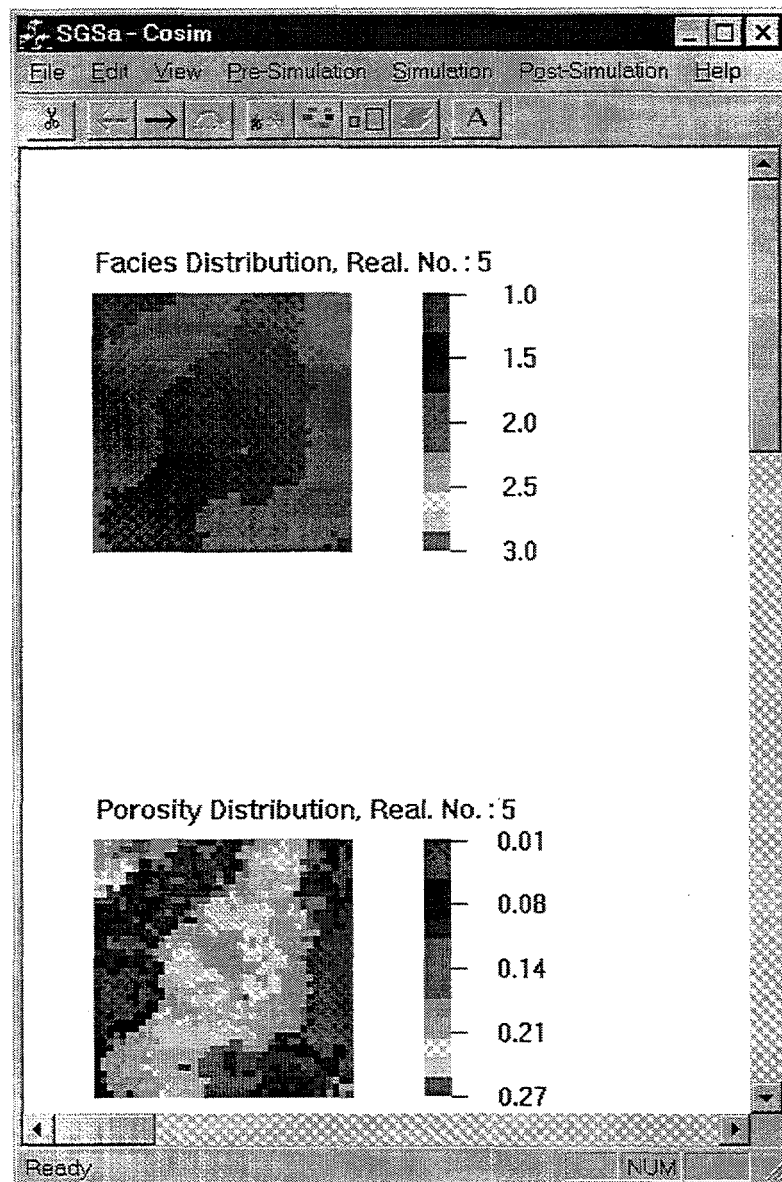 SGSa - Cosim
File Edit View Pre-Simulation Simulation Post-Simulation Help
A
Facies Distribution, Real. No. : 5
1.0
1.5
2.0
2.5
3.0
Porosity Distribution, Real. No. : 5
0.01
0.08
0.14
0.21
0.27
Ready NUM